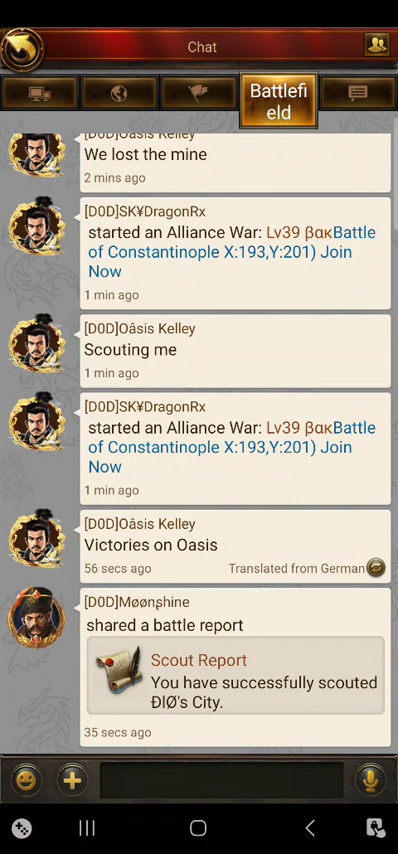 Chat
Battlefi
eld
[D0D]Oâsis Kelley
We lost the mine
2 mins ago
[D0D]SK¥DragonRx
started an Alliance War: Lv39 βακBattle
of Constantinople X:193,Y:201) Join
Now
1 min ago
[D0D]Oâsis Kelley
Scouting me
1 min ago
[D0D]SK¥DragonRx
started an Alliance War: Lv39 βακBattle
of Constantinople X:193,Y:201) Join
Now
1 min ago
[D0D]Oâsis Kelley
Victories on Oasis
56 secs ago Translated from German
[D0D]Møønʂhine
shared a battle report
Scout Report
You have successfully scouted
ÐIØ's City.
35 secs ago